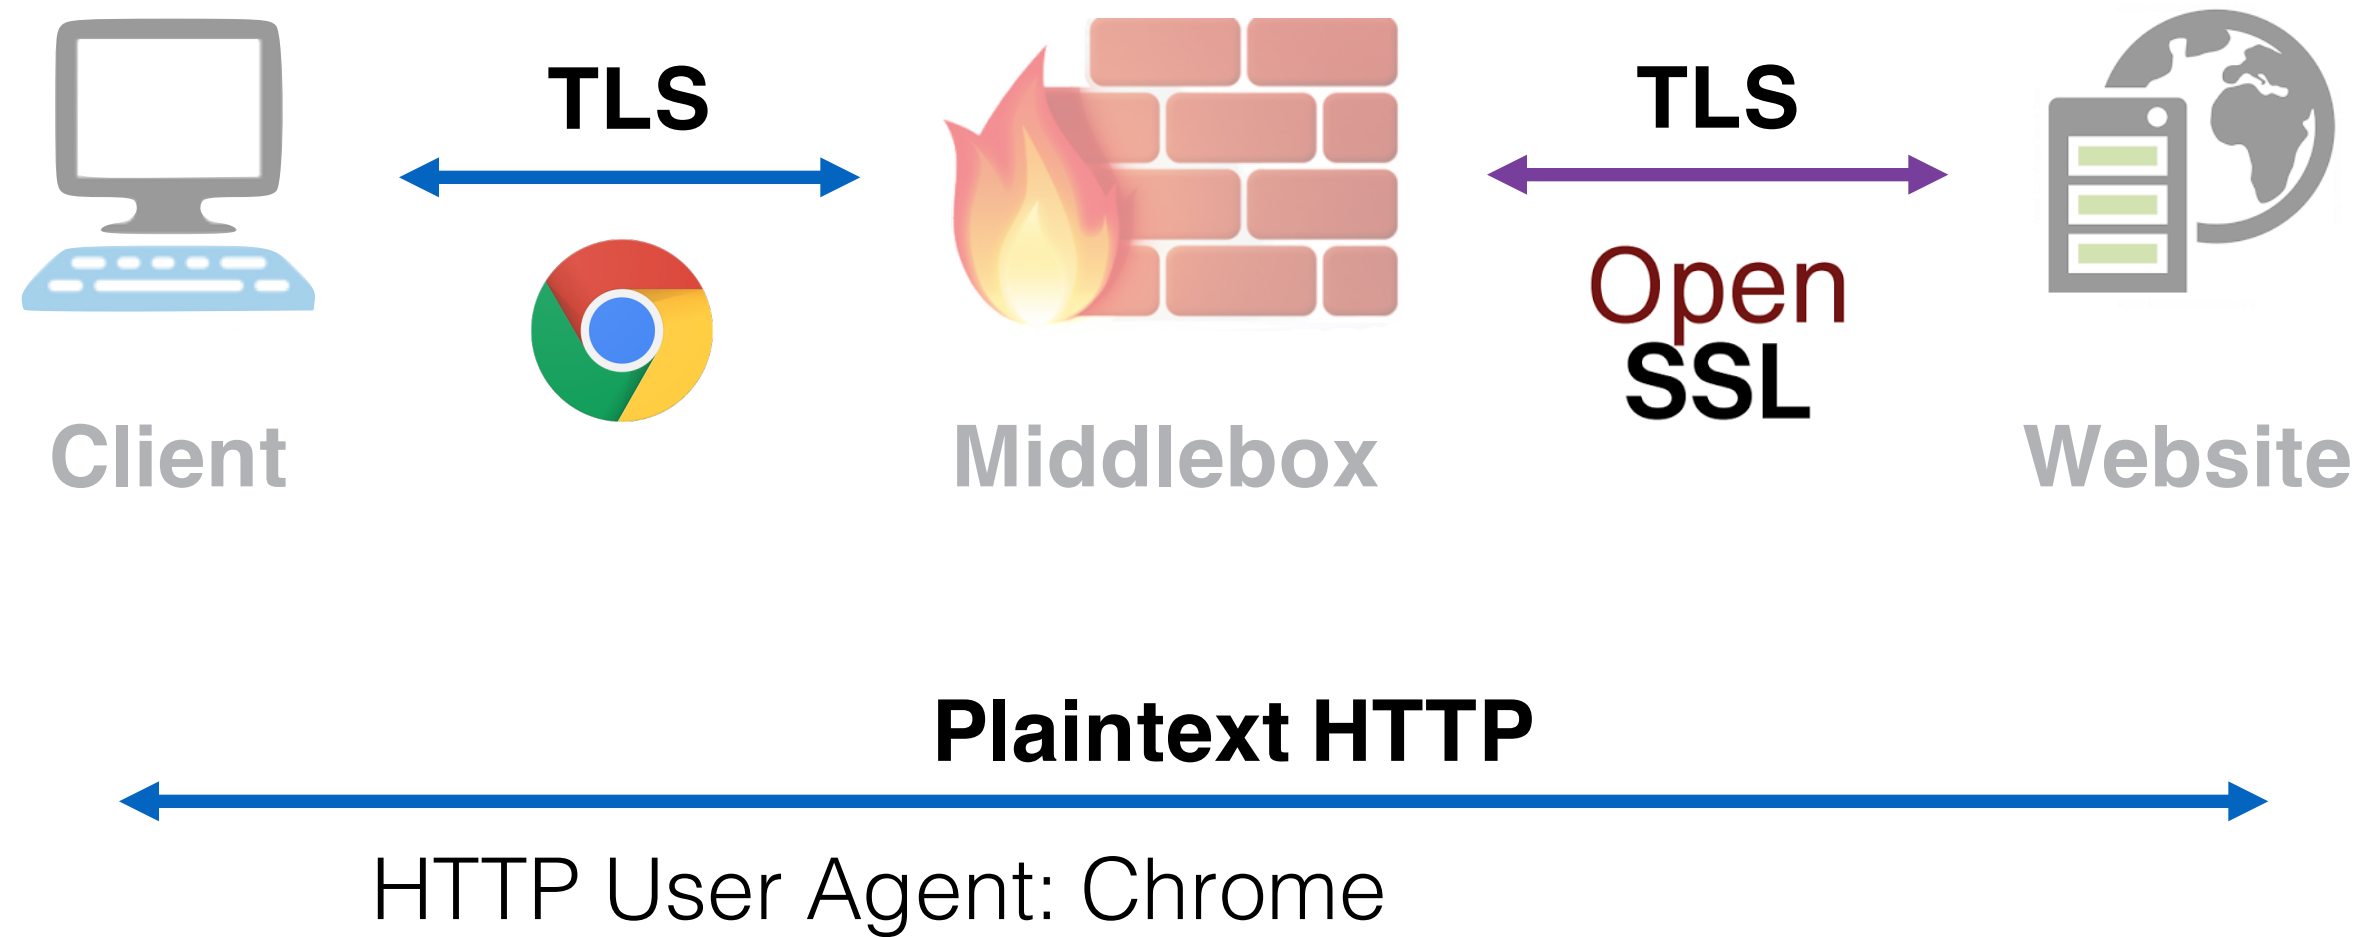 TLS
TLS
Open
SSL
Client
Middlebox
Website
Plaintext HTTP
HTTP User Agent: Chrome